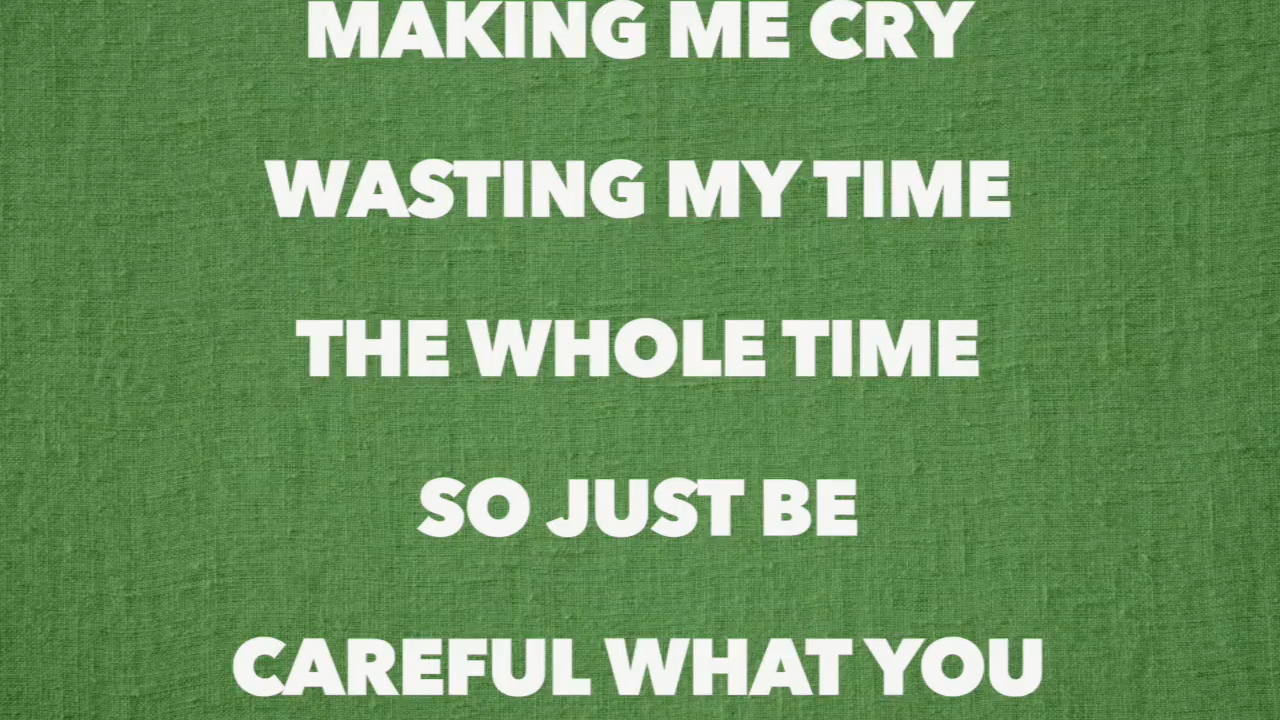 MAKING ME CRY
WASTING MY TIME
THE WHOLE TIME
SO JUST BE
CAREFUL WHAT YOU